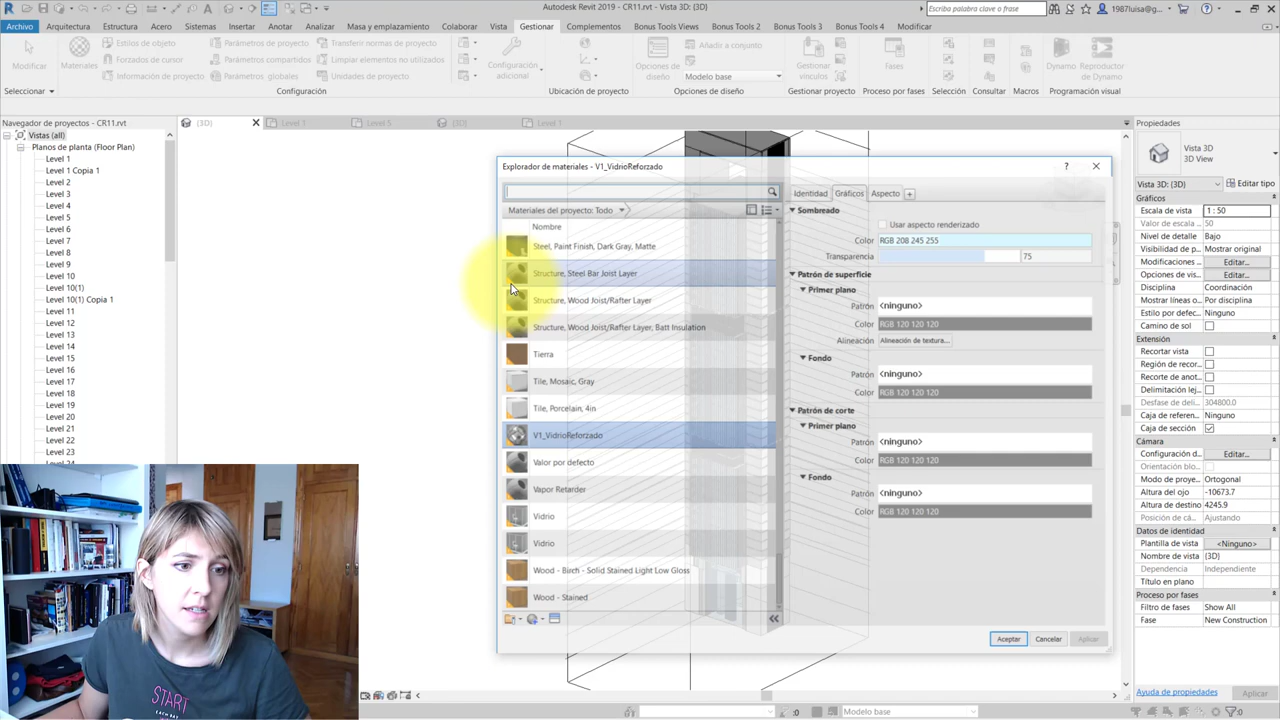 Autodesk Revit 2019 - CR11.rvt - Vista 3D: {3D}
Escriba palabra clave o frase
1987luisa@g...
Archivo Arquitectura Estructura Acero Sistemas Insertar Anotar Analizar Masa y emplazamiento Colaborar Vista Gestionar Complementos Bonus Tools Views Bonus Tools 2 Bonus Tools 3 Bonus Tools 4 Modificar
Modificar
Materiales
Estilos de objeto
Forzados de cursor
Información de proyecto
Parámetros de proyecto
Parámetros compartidos
Parámetros globales
Transferir normas de proyecto
Limpiar elementos no utilizados
Unidades de proyecto
Configuración adicional
Opciones de diseño
Añadir a conjunto
Modelo base
Gestionar vínculos
Fases
Dynamo
Reproductor de Dynamo
Seleccionar Configuración Ubicación de proyecto Opciones de diseño Gestionar proyecto Proceso por fases Selección Consultar Macros Programación visual
Navegador de proyectos - CR11.rvt
{3D} Level 1 Level 5 {3D} Level 1
Vistas (all)
Planos de planta (Floor Plan)
Level 1
Level 1 Copia 1
Level 2
Level 3
Level 4
Level 5
Level 6
Level 7
Level 8
Level 9
Level 10
Level 10(1)
Level 10(1) Copia 1
Level 11
Level 12
Level 13
Level 14
Level 15
Level 16
Level 17
Level 18
Level 19
Level 20
Level 21
Level 22
Level 23
Level 24
START
Explorador de materiales - V1_VidrioReforzado
Materiales del proyecto: Todo
Nombre
Steel, Paint Finish, Dark Gray, Matte
Structure, Steel Bar Joist Layer
Structure, Wood Joist/Rafter Layer
Structure, Wood Joist/Rafter Layer, Batt Insulation
Tierra
Tile, Mosaic, Gray
Tile, Porcelain, 4in
V1_VidrioReforzado
Valor por defecto
Vapor Retarder
Vidrio
Vidrio
Wood - Birch - Solid Stained Light Low Gloss
Wood - Stained
Identidad Gráficos Aspecto
Sombreado
Usar aspecto renderizado
Color RGB 208 245 255
Transparencia 75
Patrón de superficie
Primer plano
Patrón <ninguno>
Color RGB 120 120 120
Alineación Alineación de textura...
Fondo
Patrón <ninguno>
Color RGB 120 120 120
Patrón de corte
Primer plano
Patrón <ninguno>
Color RGB 120 120 120
Fondo
Patrón <ninguno>
Color RGB 120 120 120
Aceptar Cancelar Aplicar
Propiedades
Vista 3D
3D View
Vista 3D: {3D} Editar tipo
Gráficos
Escala de vista 1 : 50
Valor de escala 50
Nivel de detalle Bajo
Visibilidad de p... Mostrar original
Modificaciones ... Editar...
Opciones de vis... Editar...
Disciplina Coordinación
Mostrar líneas o... Por disciplina
Estilo por defec... Ninguno
Camino de sol
Extensión
Recortar vista
Región de recor...
Recorte de anot...
Delimitación lej...
Desfase de deli... 304800.0
Caja de referen... Ninguno
Caja de sección
Cámara
Configuración d... Editar...
Orientación blo...
Modo de proye... Ortogonal
Altura del ojo -10673.7
Altura de destino 4245.9
Posición de cá... Ajustando
Datos de identidad
Plantilla de vista <Ninguno>
Nombre de vista {3D}
Dependencia Independiente
Título en plano
Proceso por fases
Filtro de fases Show All
Fase New Construction
Ayuda de propiedades
Aplicar
:0 Modelo base :0